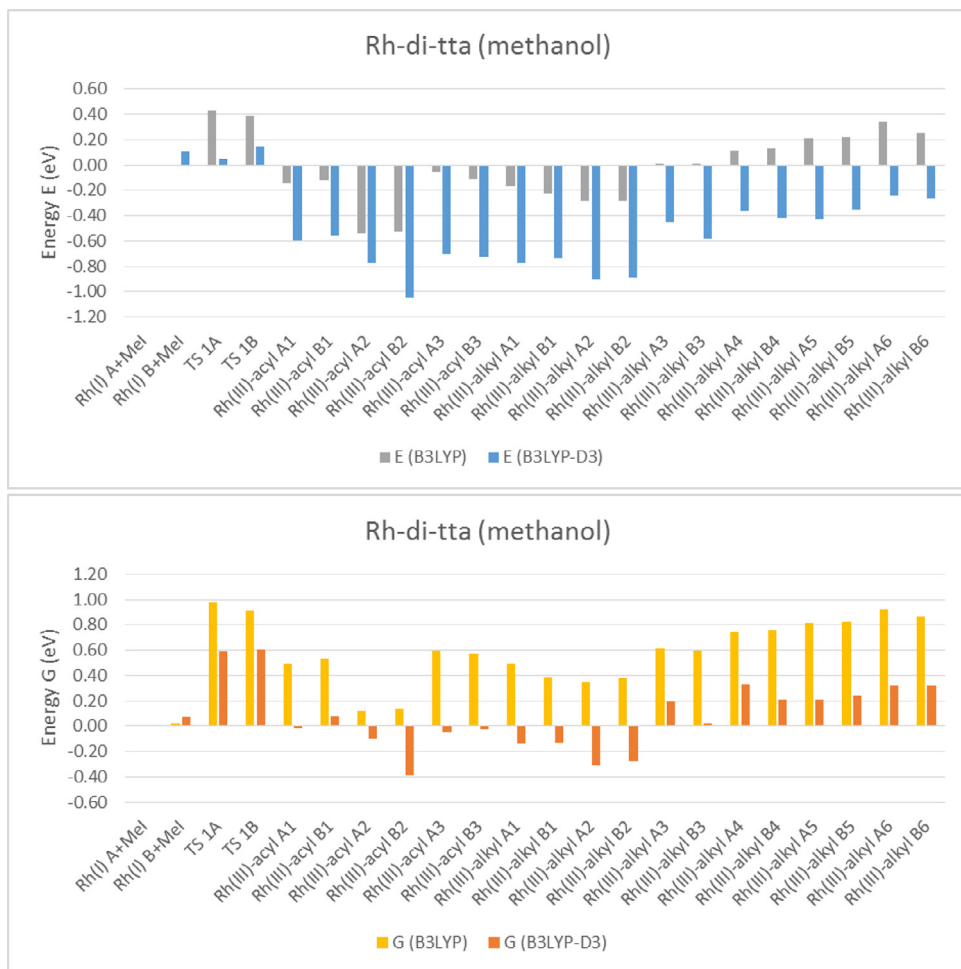 Rh-di-tta (methanol)
Energy E (eV)
0.60
0.40
0.20
0.00
-0.20
-0.40
-0.60
-0.80
-1.00
-1.20
Rh(I) A+MeI
Rh(I) B+MeI
TS 1A
TS 1B
Rh(III)-acyl A1
Rh(III)-acyl B1
Rh(III)-acyl A2
Rh(III)-acyl B2
Rh(III)-acyl A3
Rh(III)-acyl B3
Rh(III)-alkyl A1
Rh(III)-alkyl B1
Rh(III)-alkyl A2
Rh(III)-alkyl B2
Rh(III)-alkyl A3
Rh(III)-alkyl B3
Rh(III)-alkyl A4
Rh(III)-alkyl B4
Rh(III)-alkyl A5
Rh(III)-alkyl B5
Rh(III)-alkyl A6
Rh(III)-alkyl B6
E (B3LYP) E (B3LYP-D3)
Rh-di-tta (methanol)
Energy G (eV)
1.20
1.00
0.80
0.60
0.40
0.20
0.00
-0.20
-0.40
-0.60
Rh(I) A+MeI
Rh(I) B+MeI
TS 1A
TS 1B
Rh(III)-acyl A1
Rh(III)-acyl B1
Rh(III)-acyl A2
Rh(III)-acyl B2
Rh(III)-acyl A3
Rh(III)-acyl B3
Rh(III)-alkyl A1
Rh(III)-alkyl B1
Rh(III)-alkyl A2
Rh(III)-alkyl B2
Rh(III)-alkyl A3
Rh(III)-alkyl B3
Rh(III)-alkyl A4
Rh(III)-alkyl B4
Rh(III)-alkyl A5
Rh(III)-alkyl B5
Rh(III)-alkyl A6
Rh(III)-alkyl B6
G (B3LYP) G (B3LYP-D3)